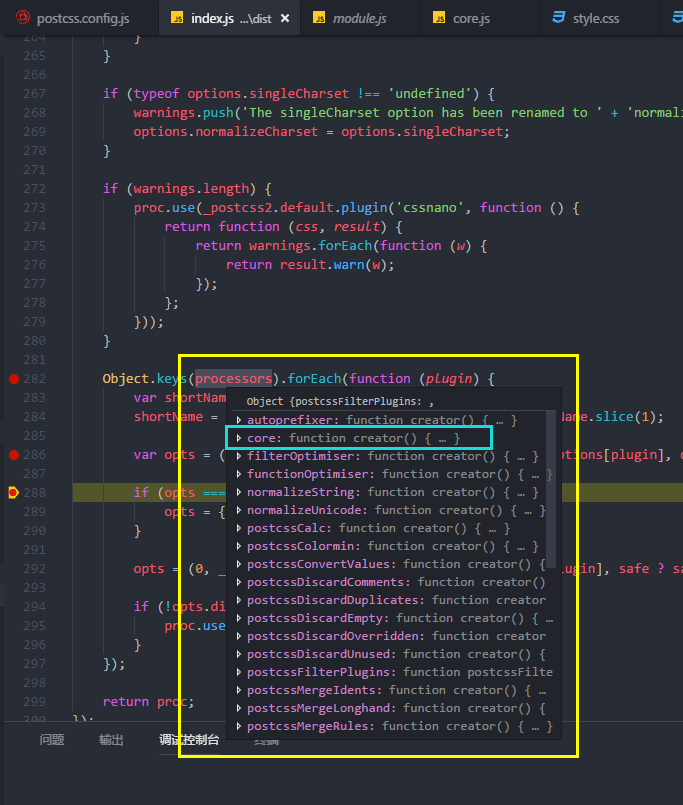 postcss.config.js index.js ...\dist × module.js core.js style.css
264 }
265 }
266
267 if (typeof options.singleCharset !== 'undefined') {
268 warnings.push('The singleCharset option has been renamed to ' + 'normali
269 options.normalizeCharset = options.singleCharset;
270 }
271
272 if (warnings.length) {
273 proc.use(_postcss2.default.plugin('cssnano', function () {
274 return function (css, result) {
275 return warnings.forEach(function (w) {
276 return result.warn(w);
277 });
278 };
279 }));
280 }
281
282 Object.keys(processors).forEach(function (plugin) {
283 var shortNam
Object {postcssFilterPlugins: ,
284 shortName = me.slice(1);
autoprefixer: function creator() { … }
285
core: function creator() { … }
286 var opts = ( options[plugin],
filterOptimiser: function creator() { … }
287
functionOptimiser: function creator() { … }
288 if (opts ===
normalizeString: function creator() { … }
289 opts = {
normalizeUnicode: function creator() { … }
290 }
postcssCalc: function creator() { … }
291
postcssColormin: function creator() { … }
292 opts = (0, _ lugin], safe ? sa
postcssConvertValues: function creator() {
293
postcssDiscardComments: function creator()
294 if (!opts.di
postcssDiscardDuplicates: function creator
295 proc.use
postcssDiscardEmpty: function creator() { …
296 }
postcssDiscardOverridden: function creator
297 });
postcssDiscardUnused: function creator() {
298
postcssFilterPlugins: function postcssFilte
299 return proc;
postcssMergeIdents: function creator() { …
300 });
postcssMergeLonghand: function creator() {
postcssMergeRules: function creator() { … }
问题 输出 调试控制台 终端